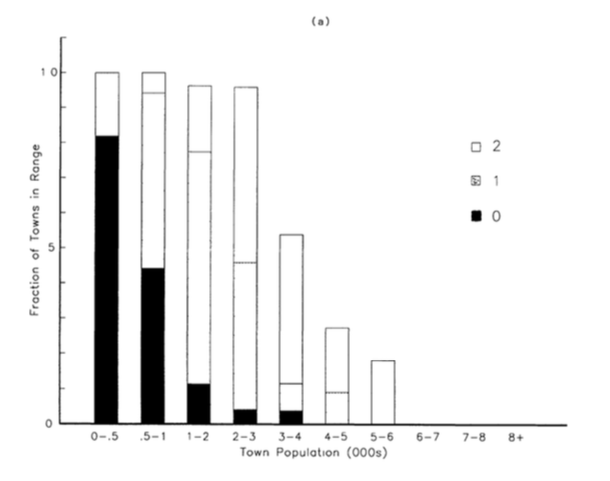 (a)
1 0
5
0
Fraction of Towns in Range
2
1
0
0-.5 .5-1 1-2 2-3 3-4 4-5 5-6 6-7 7-8 8+
Town Population (000s)